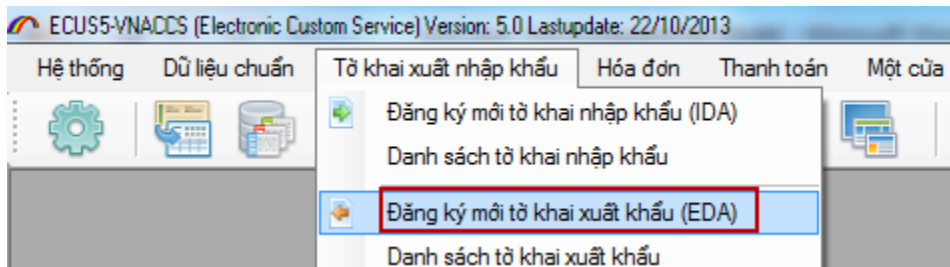 ECUS5-VNACCS (Electronic Custom Service) Version: 5.0 Lastupdate: 22/10/2013
Hệ thống Dữ liệu chuẩn Tờ khai xuất nhập khẩu Hóa đơn Thanh toán Một cửa
Đăng ký mới tờ khai nhập khẩu (IDA)
Danh sách tờ khai nhập khẩu
Đăng ký mới tờ khai xuất khẩu (EDA)
Danh sách tờ khai xuất khẩu